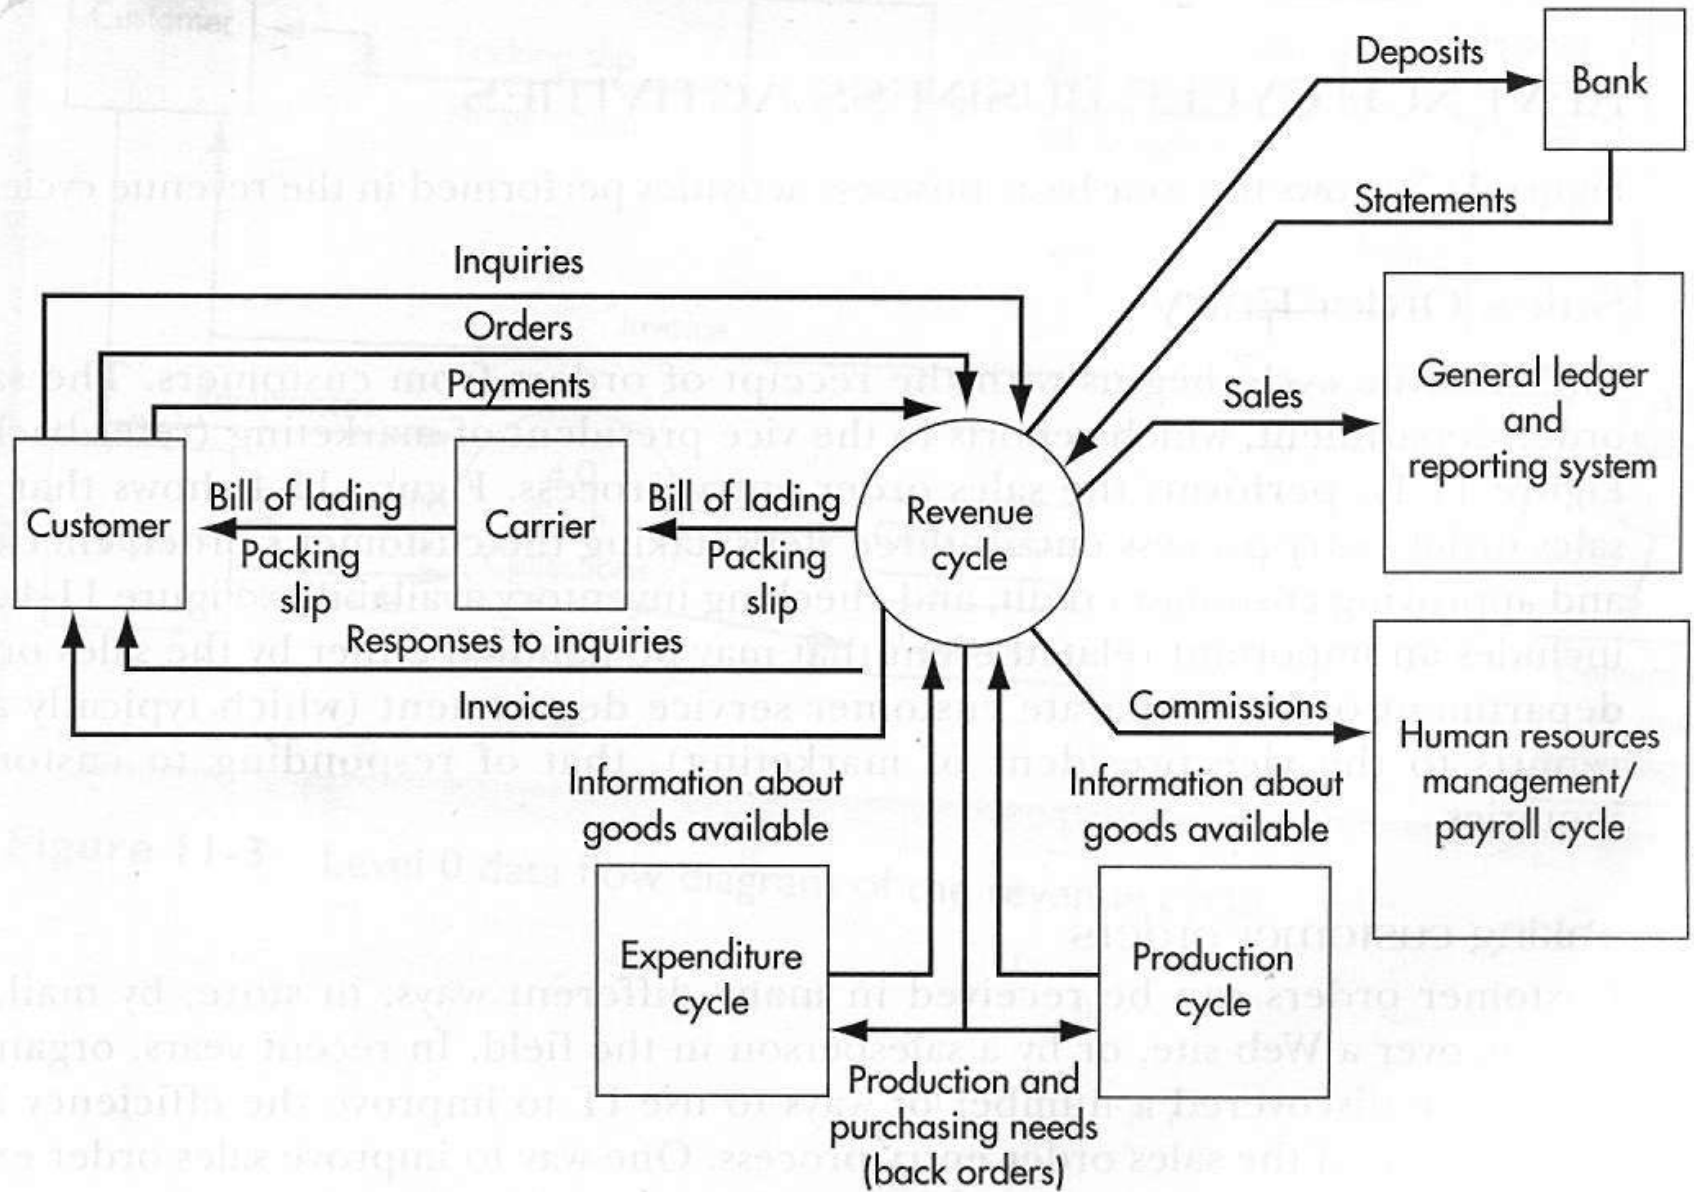 Deposits
Bank
Statements
Inquiries
Orders
Payments
Sales
General ledger
and
reporting system
Customer
Bill of lading
Packing
slip
Carrier
Bill of lading
Packing
slip
Revenue
cycle
Responses to inquiries
Invoices
Commissions
Human resources
management/
payroll cycle
Information about
goods available
Information about
goods available
Expenditure
cycle
Production
cycle
Production and
purchasing needs
(back orders)